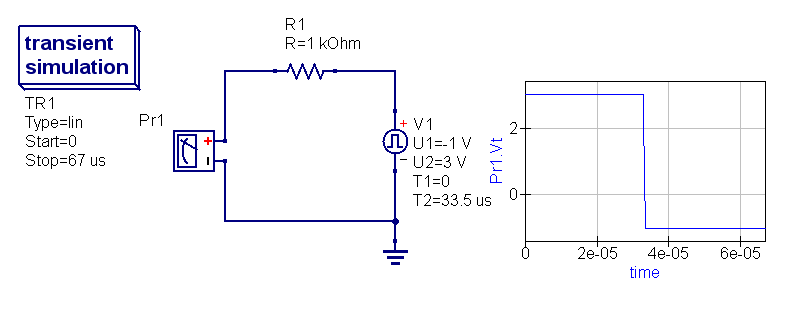 transient
simulation
TR1
Type=lin
Start=0
Stop=67 us
Pr1
+
R1
R=1 kOhm
+ V1
U1=-1 V
− U2=3 V
T1=0
T2=33.5 us
Pr1.Vt
2
0
0 2e-05 4e-05 6e-05
time